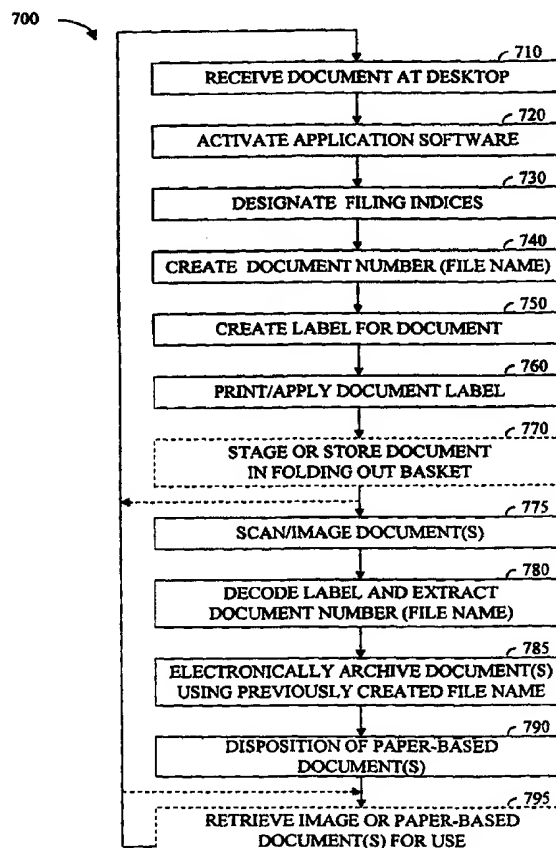 700
710
RECEIVE DOCUMENT AT DESKTOP
720
ACTIVATE APPLICATION SOFTWARE
730
DESIGNATE FILING INDICES
740
CREATE DOCUMENT NUMBER (FILE NAME)
750
CREATE LABEL FOR DOCUMENT
760
PRINT/APPLY DOCUMENT LABEL
770
STAGE OR STORE DOCUMENT
IN FOLDING OUT BASKET
775
SCAN/IMAGE DOCUMENT(S)
780
DECODE LABEL AND EXTRACT
DOCUMENT NUMBER (FILE NAME)
785
ELECTRONICALLY ARCHIVE DOCUMENT(S)
USING PREVIOUSLY CREATED FILE NAME
790
DISPOSITION OF PAPER-BASED
DOCUMENT(S)
795
RETRIEVE IMAGE OR PAPER-BASED
DOCUMENT(S) FOR USE